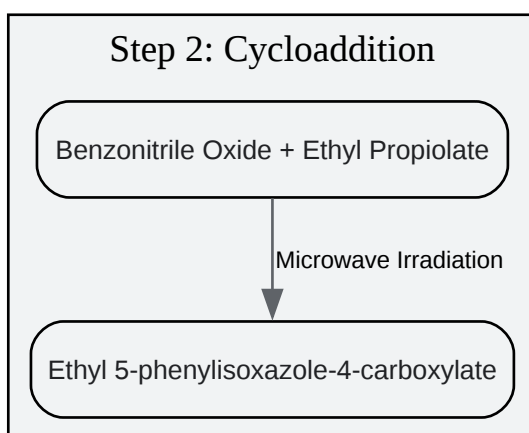 Step 2: Cycloaddition
Benzonitrile Oxide + Ethyl Propiolate
Microwave Irradiation
Ethyl 5-phenylisoxazole-4-carboxylate